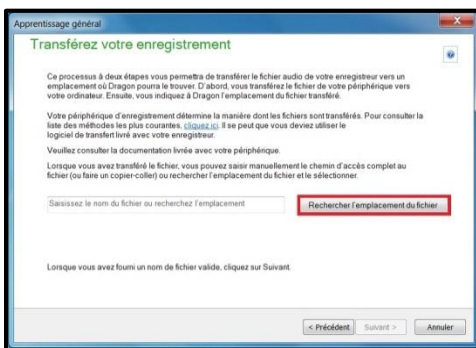 Apprentissage général
Transférez votre enregistrement
Ce processus à deux étapes vous permettra de transférer le fichier audio de votre enregistreur vers un
emplacement où Dragon pourra le trouver. D'abord, vous transférez le fichier de votre périphérique vers
votre ordinateur. Ensuite, vous indiquez à Dragon l'emplacement du fichier transféré.
Votre périphérique d'enregistrement détermine la manière dont les fichiers sont transférés. Pour consulter la
liste des méthodes les plus courantes, cliquez ici. Il se peut que vous deviez utiliser le
logiciel de transfert livré avec votre enregistreur.
Veuillez consulter la documentation livrée avec votre périphérique.
Lorsque vous avez transféré le fichier, vous pouvez saisir manuellement le chemin d'accès complet au
fichier (ou faire un copier-coller) ou rechercher l'emplacement du fichier et le sélectionner.
Saisissez le nom du fichier ou recherchez l'emplacement
Rechercher l'emplacement du fichier
Lorsque vous avez fourni un nom de fichier valide, cliquez sur Suivant.
< Précédent
Suivant >
Annuler